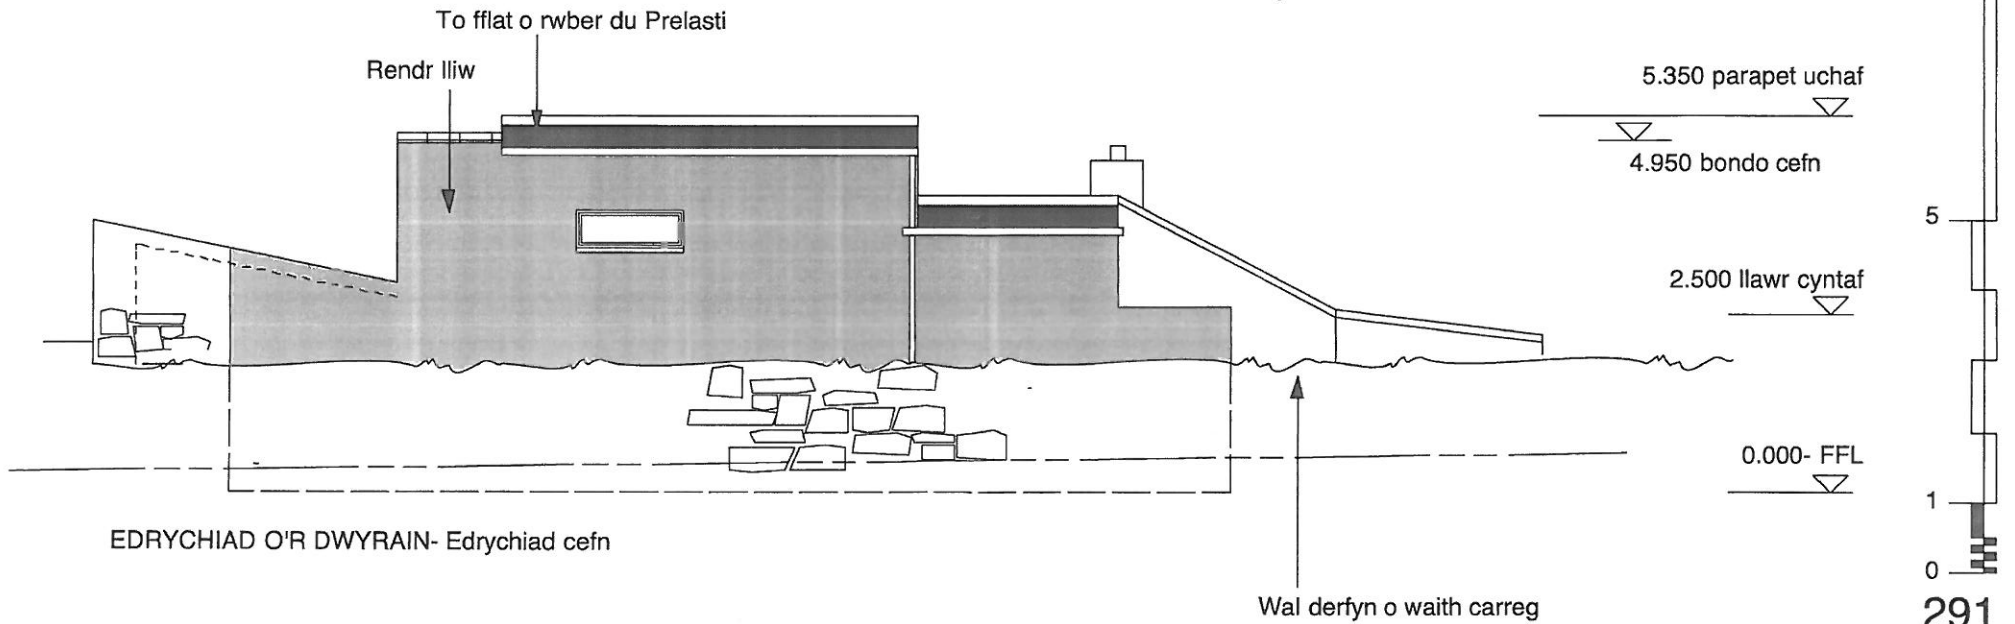 To fflat o rwber du Prelasti
Rendr lliw
5.350 parapet uchaf
4.950 bondo cefn
5
2.500 llawr cyntaf
0.000- FFL
1
EDRYCHIAD O'R DWYRAIN- Edrychiad cefn
0
Wal derfyn o waith carreg
291